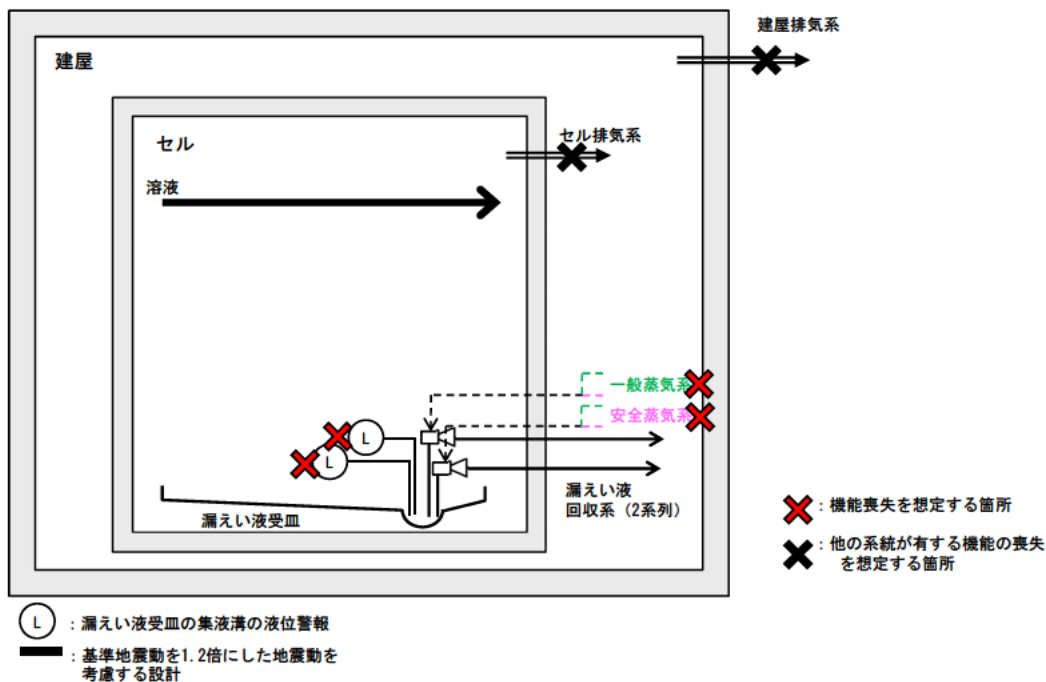 建屋排気系
建屋
セル排気系
セル
溶液
一般蒸気系
安全蒸気系
L
L
漏えい液
回収系（2系列）
漏えい液受皿
：機能喪失を想定する箇所
：他の系統が有する機能の喪失
を想定する箇所
L
：漏えい液受皿の集液溝の液位警報
：基準地震動を1.2倍にした地震動を
考慮する設計